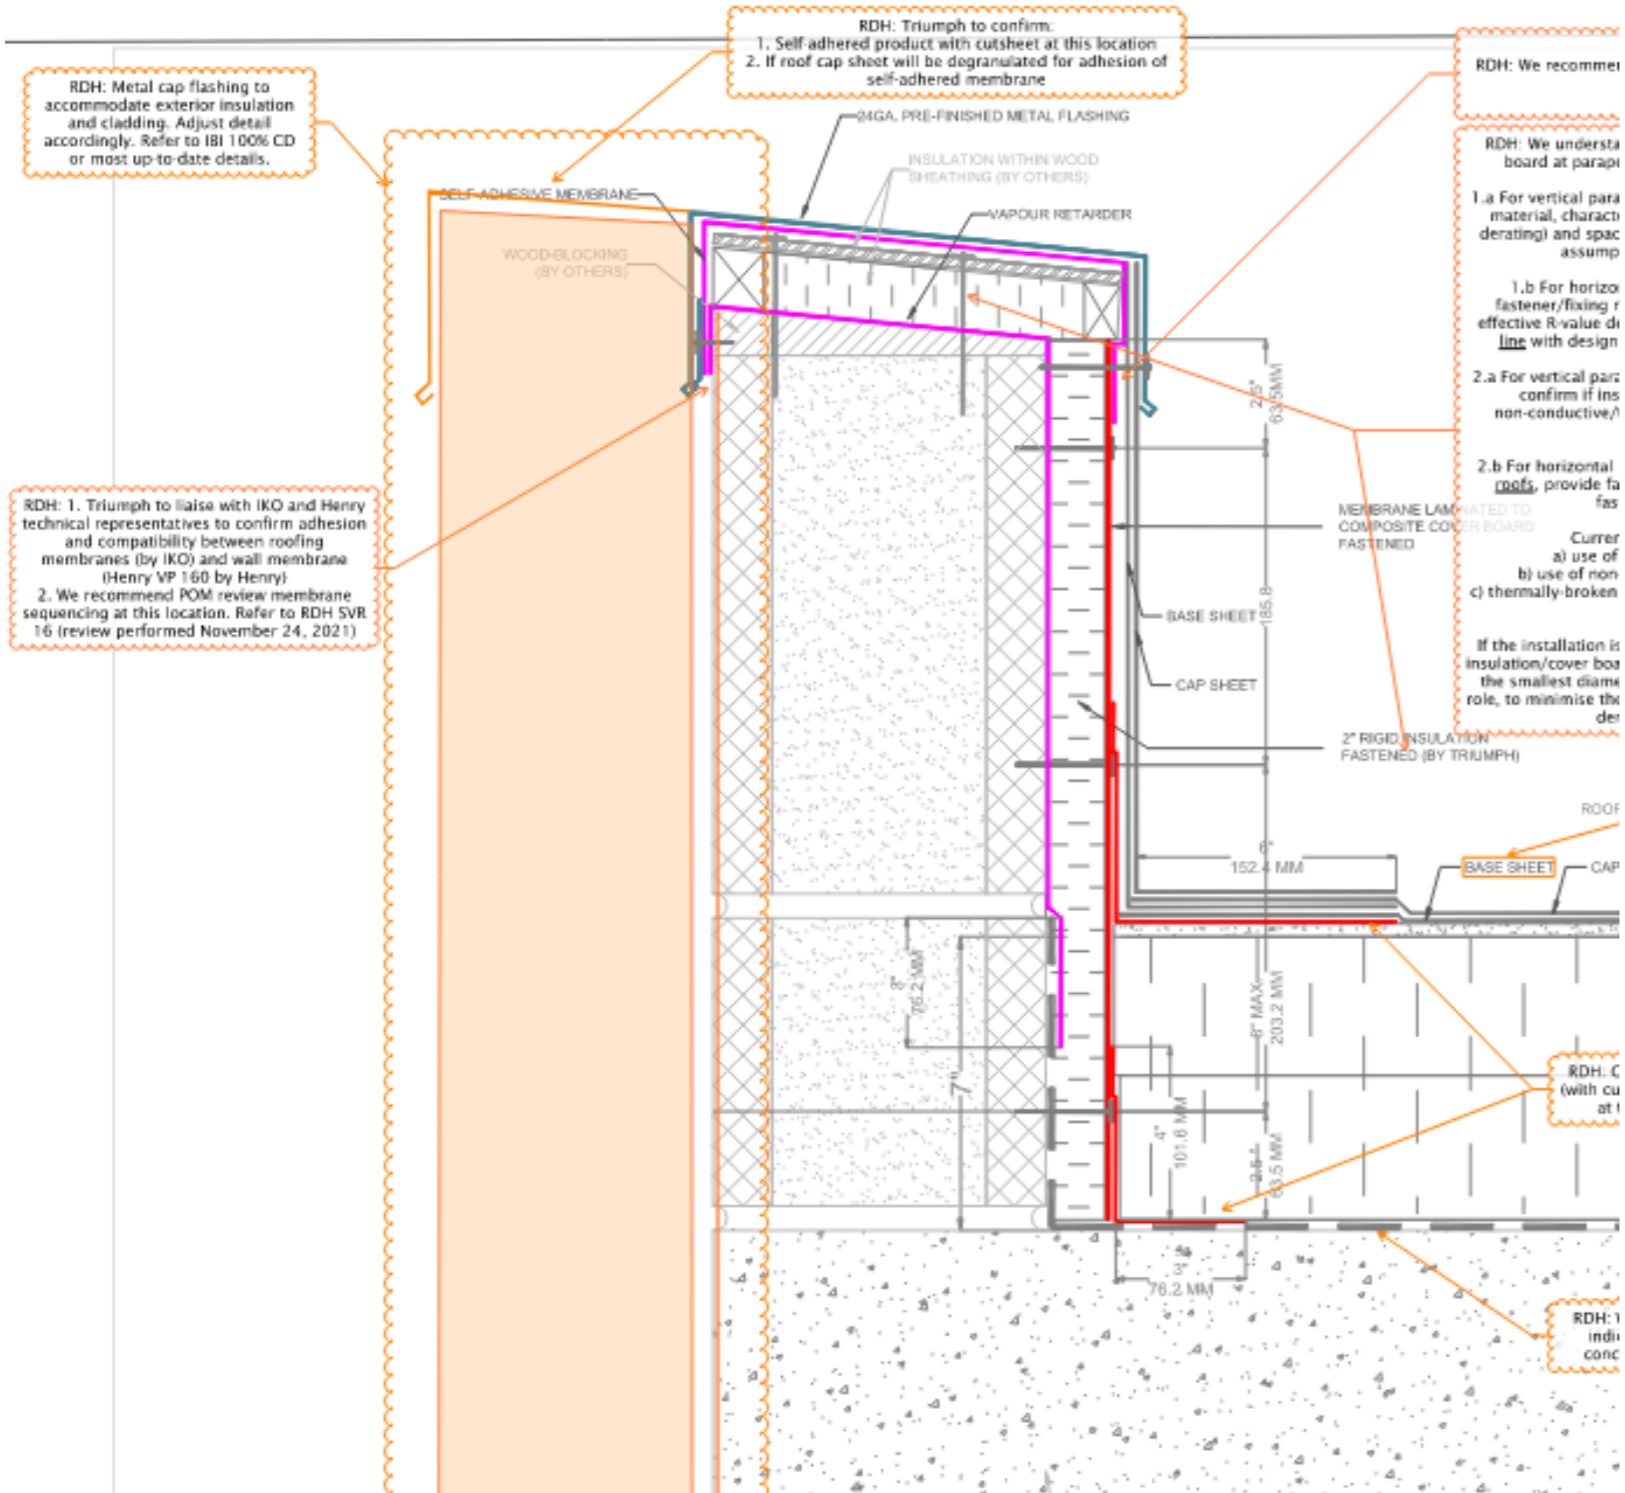 RDH: Triumph to confirm:
1. Self-adhered product with cutsheet at this location
2. If roof cap sheet will be degranulated for adhesion of
self-adhered membrane
RDH: Metal cap flashing to
accommodate exterior insulation
and cladding. Adjust detail
accordingly. Refer to IBI 100% CD
or most up-to-date details.
RDH: We recommen
24GA. PRE-FINISHED METAL FLASHING
INSULATION WITHIN WOOD
SHEATHING (BY OTHERS)
SELF ADHESIVE MEMBRANE
VAPOUR RETARDER
WOOD-BLOCKING
(BY OTHERS)
RDH: We understa
board at parape
1.a For vertical para
material, characte
derating) and spac
assump
1.b For horizo
fastener/fixing r
effective R-value de
line with design
2.a For vertical para
confirm if ins
non-conductive/
2.b For horizontal
roofs, provide fa
fas
Curren
a) use of
b) use of non-
c) thermally-broken
If the installation is
insulation/cover boa
the smallest diame
role, to minimise the
der
2.5"
63.5MM
RDH: 1. Triumph to liaise with IKO and Henry
technical representatives to confirm adhesion
and compatibility between roofing
membranes (by IKO) and wall membrane
(Henry VP 160 by Henry)
2. We recommend POM review membrane
sequencing at this location. Refer to RDH SVR
16 (review performed November 24, 2021)
MEMBRANE LAMINATED TO
COMPOSITE COVER BOARD
FASTENED
185.8
BASE SHEET
CAP SHEET
2" RIGID INSULATION
FASTENED (BY TRIUMPH)
ROOF
6"
152.4 MM
BASE SHEET
CAP
3"
76.2 MM
7"
8" MAX
203.2 MM
4"
101.6 MM
2.5"
63.5 MM
RDH: C
(with cu
at t
3"
76.2 MM
RDH:
indi
conc